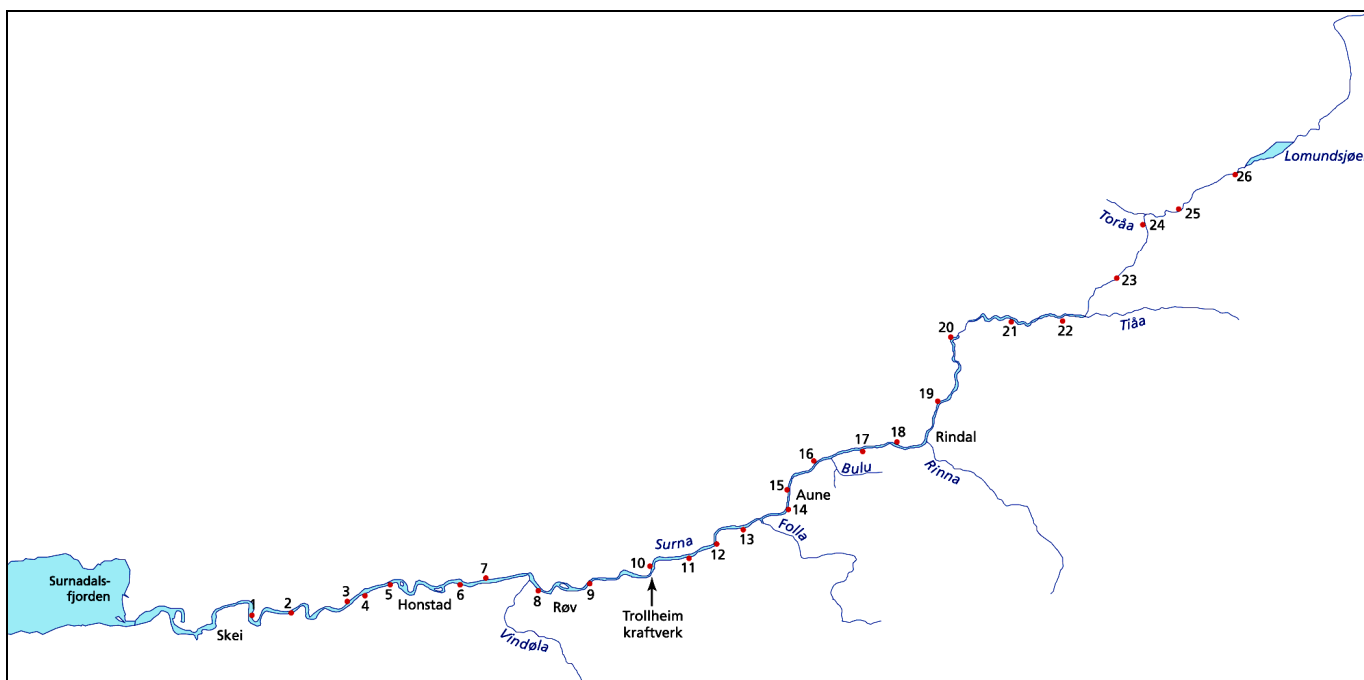 Lomundsjøe
26
25
Toråa
24
23
Tiåa
20
21
22
19
Rindal
18
17
Rinna
16
Bulu
15
Aune
14
Folla
13
Surna
12
11
10
Trollheim
kraftverk
9
Røv
8
Vindøla
7
6
Honstad
5
4
3
2
1
Skei
Surnadals-
fjorden